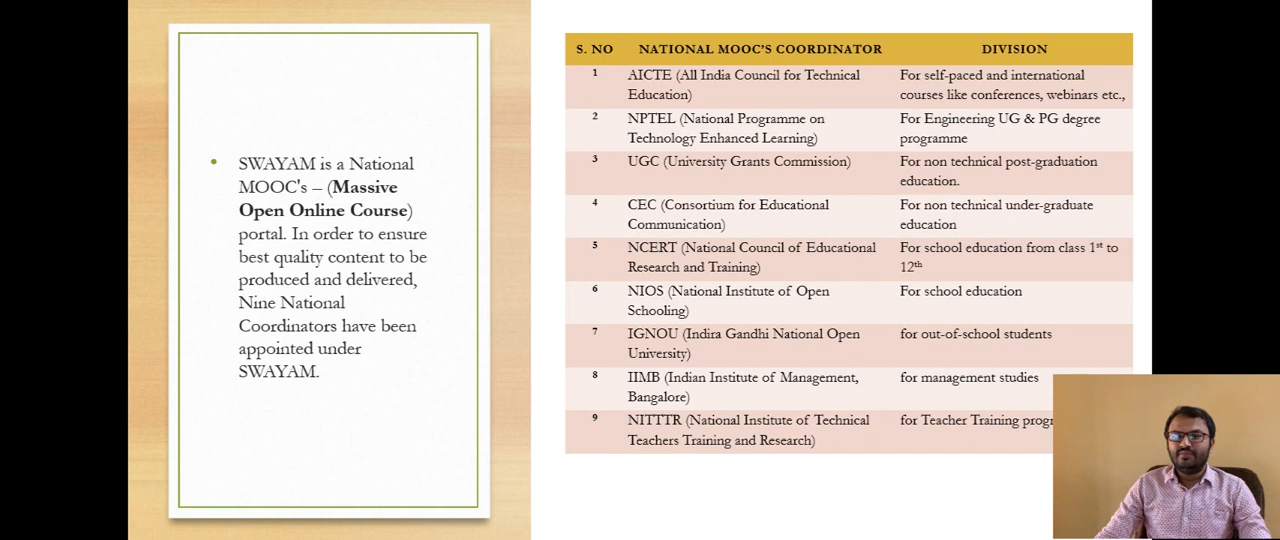 • SWAYAM is a National
MOOC's – (Massive
Open Online Course)
portal. In order to ensure
best quality content to be
produced and delivered,
Nine National
Coordinators have been
appointed under
SWAYAM.
S. NO NATIONAL MOOC'S COORDINATOR DIVISION
1 AICTE (All India Council for Technical For self-paced and international
Education) courses like conferences, webinars etc.,
2 NPTEL (National Programme on For Engineering UG & PG degree
Technology Enhanced Learning) programme
3 UGC (University Grants Commission) For non technical post-graduation
education.
4 CEC (Consortium for Educational For non technical under-graduate
Communication) education
5 NCERT (National Council of Educational For school education from class 1st to
Research and Training) 12th
6 NIOS (National Institute of Open For school education
Schooling)
7 IGNOU (Indira Gandhi National Open for out-of-school students
University)
8 IIMB (Indian Institute of Management, for management studies
Bangalore)
9 NITTTR (National Institute of Technical for Teacher Training
Teachers Training and Research)